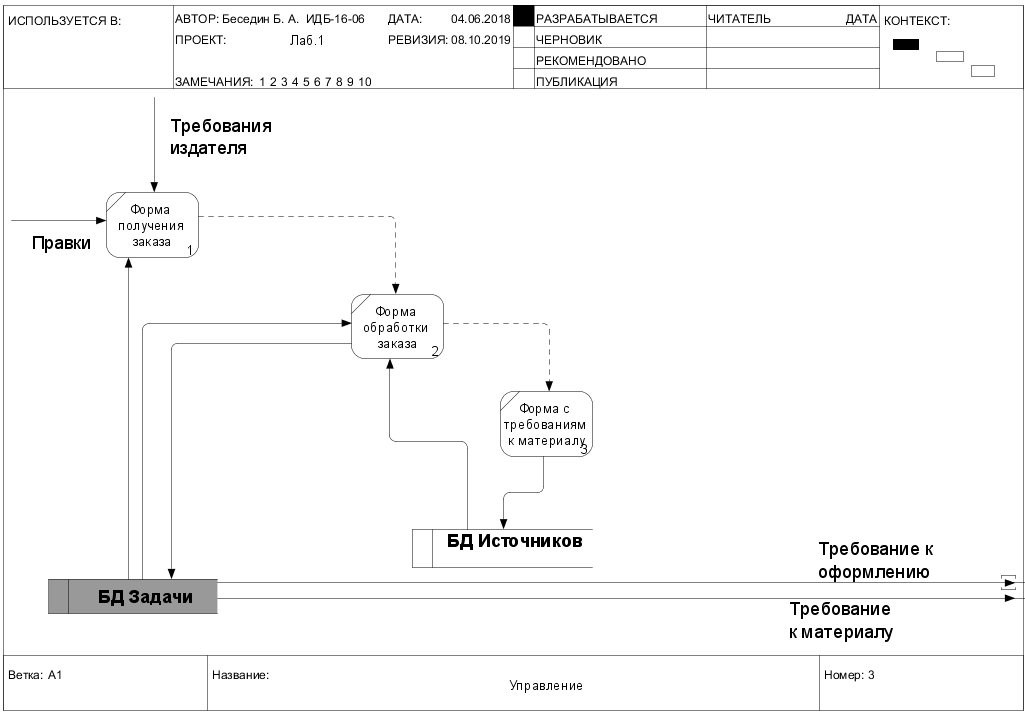 ИСПОЛЬЗУЕТСЯ В:
АВТОР: Беседин Б. А. ИДБ-16-06 ДАТА: 04.06.2018
ПРОЕКТ: Лаб.1 РЕВИЗИЯ: 08.10.2019
ЗАМЕЧАНИЯ: 1 2 3 4 5 6 7 8 9 10
РАЗРАБАТЫВАЕТСЯ
ЧЕРНОВИК
РЕКОМЕНДОВАНО
ПУБЛИКАЦИЯ
ЧИТАТЕЛЬ ДАТА
КОНТЕКСТ:
Требования
издателя
Форма
получения
заказа
1
Правки
Форма
обработки
заказа
2
Форма с
требованиям
к материалу
3
БД Источников
Требование к
оформлению
БД Задачи
Требование
к материалу
Ветка: А1
Название:
Управление
Номер: 3